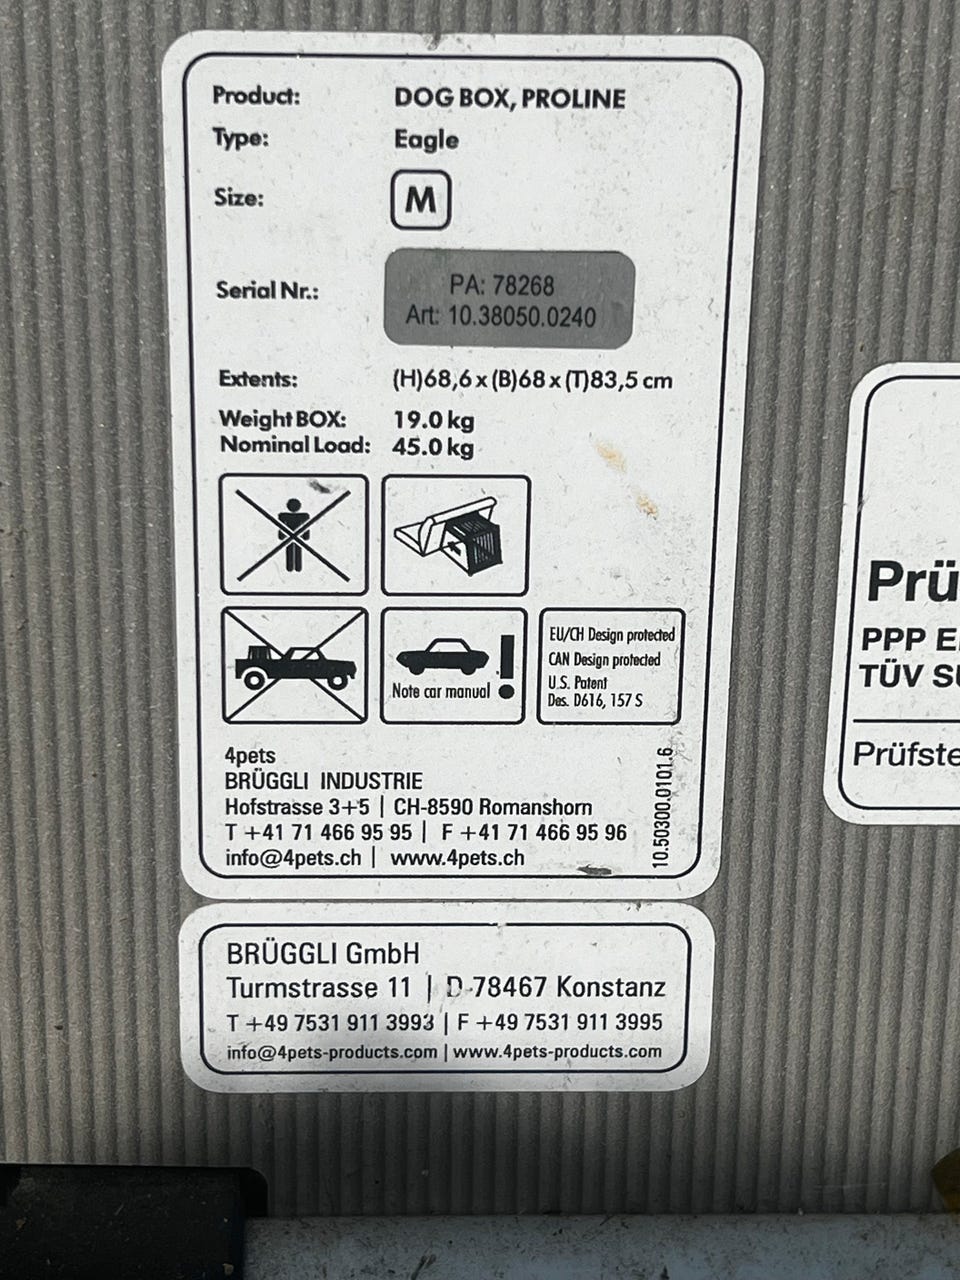 Product: DOG BOX, PROLINE
Type: Eagle
Size: M
Serial Nr.: PA: 78268
Art: 10.38050.0240
Extents: (H)68,6 x (B)68 x (T)83,5 cm
Weight BOX: 19.0 kg
Nominal Load: 45.0 kg
Note car manual !
EU/CH Design protected
CAN Design protected
U.S. Patent
Des. D616, 157 S
4pets
BRÜGGLI INDUSTRIE
Hofstrasse 3+5 | CH-8590 Romanshorn
T +41 71 466 95 95 | F +41 71 466 95 96
info@4pets.ch | www.4pets.ch
10.50300.0101.6
BRÜGGLI GmbH
Turmstrasse 11 | D-78467 Konstanz
T +49 7531 911 3993 | F +49 7531 911 3995
info@4pets-products.com | www.4pets-products.com
Prü
PPP E
TÜV SÜ
Prüfste